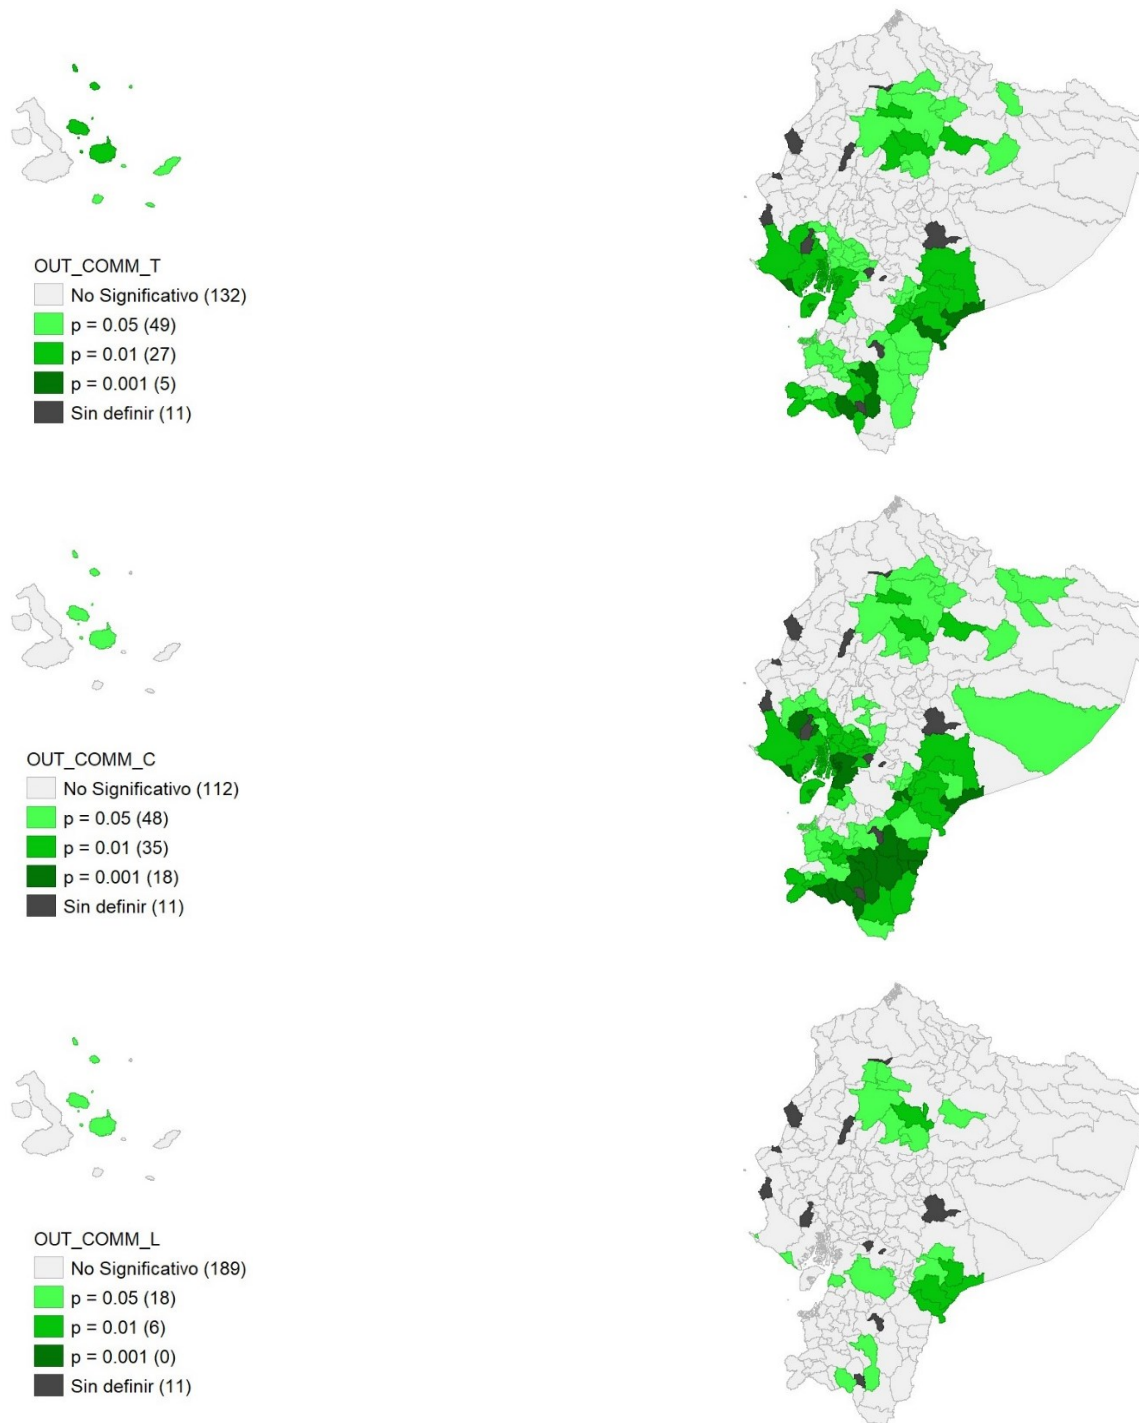 OUT_COMM_T
No Significativo (132)
p = 0.05 (49)
p = 0.01 (27)
p = 0.001 (5)
Sin definir (11)
OUT_COMM_C
No Significativo (112)
p = 0.05 (48)
p = 0.01 (35)
p = 0.001 (18)
Sin definir (11)
OUT_COMM_L
No Significativo (189)
p = 0.05 (18)
p = 0.01 (6)
p = 0.001 (0)
Sin definir (11)